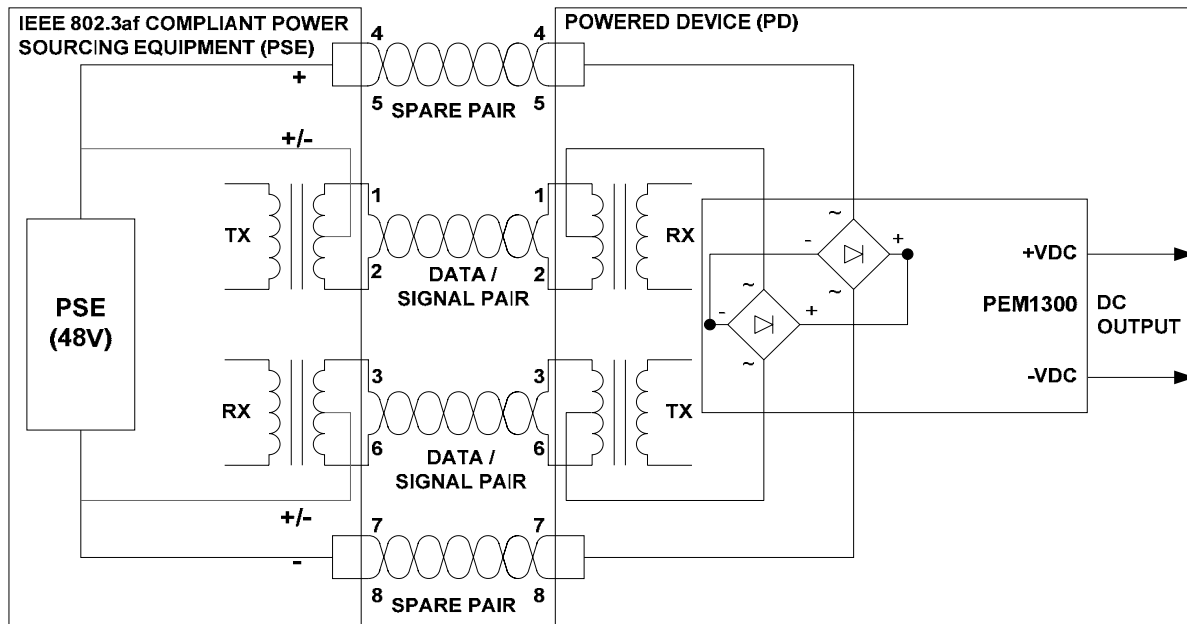 IEEE 802.3af COMPLIANT POWER
SOURCING EQUIPMENT (PSE)
POWERED DEVICE (PD)
4
4
+
5
SPARE PAIR
5
+/-
1
1
TX
RX
2
DATA /
SIGNAL PAIR
2
~
-
+
~
~
-
+
~
+VDC
PEM1300
DC
OUTPUT
-VDC
PSE
(48V)
3
3
RX
TX
6
DATA /
SIGNAL PAIR
6
+/-
7
7
-
8
SPARE PAIR
8